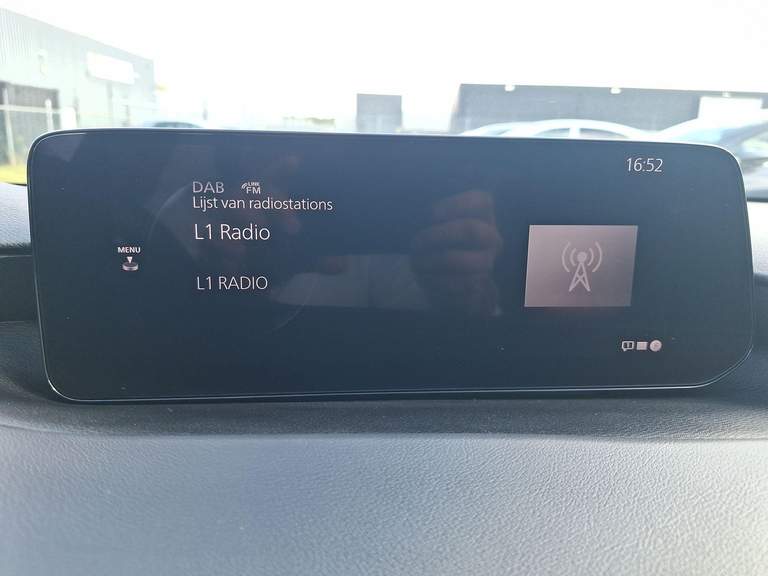 16:52
DAB LINK FM
Lijst van radiostations
L1 Radio
MENU
L1 RADIO